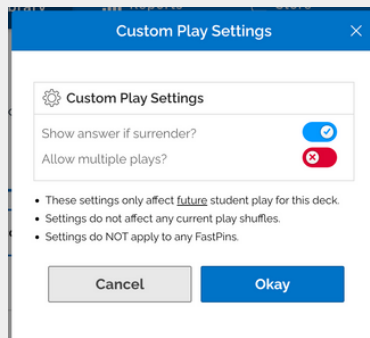 Reports
Custom Play Settings
Custom Play Settings
Show answer if surrender?
Allow multiple plays?
These settings only affect future student play for this deck.
Settings do not affect any current play shuffles.
Settings do NOT apply to any FastPins.
Cancel
Okay